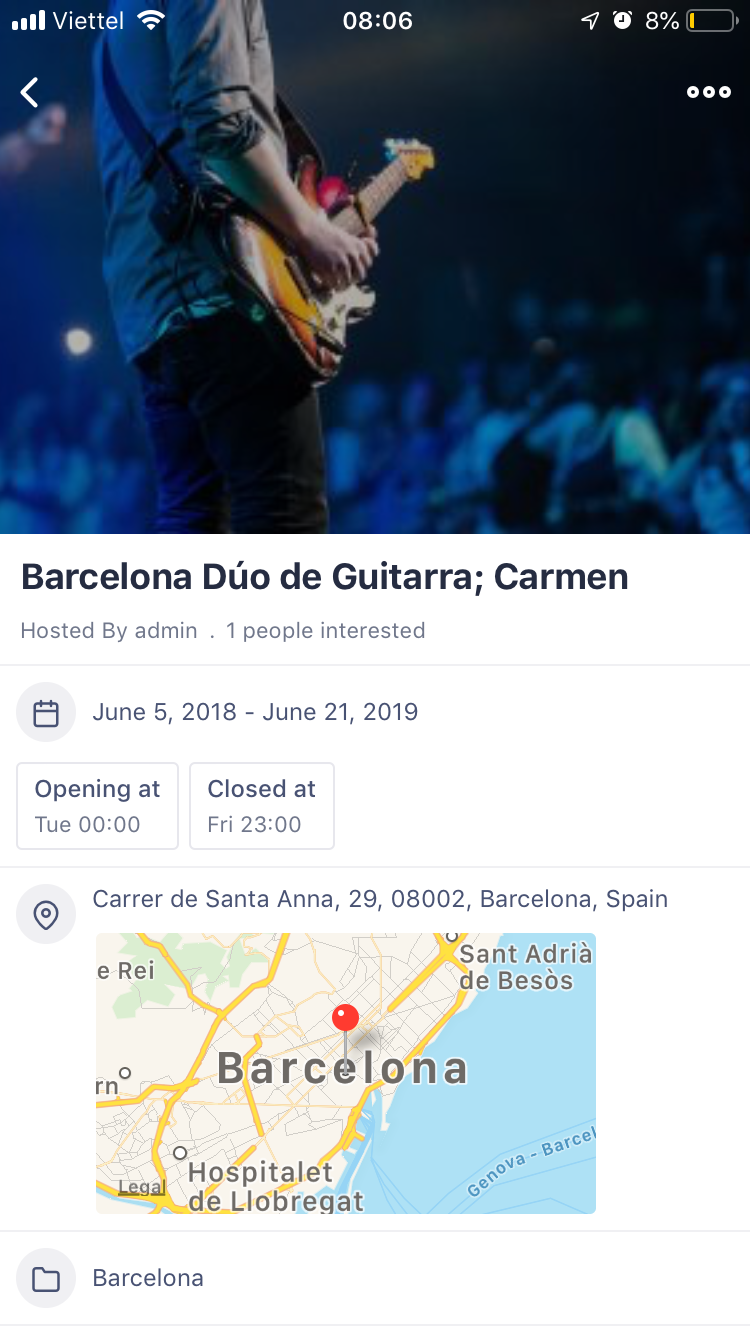 Viettel 08:06 8%
Barcelona Dúo de Guitarra; Carmen
Hosted By admin . 1 people interested
June 5, 2018 - June 21, 2019
Opening at Closed at
Tue 00:00 Fri 23:00
Carrer de Santa Anna, 29, 08002, Barcelona, Spain
Sant Adrià
e Rei
de Besòs
Barcelona
rn
Genova - Barcel
Hospitalet
Legal
de Llobregat
Barcelona